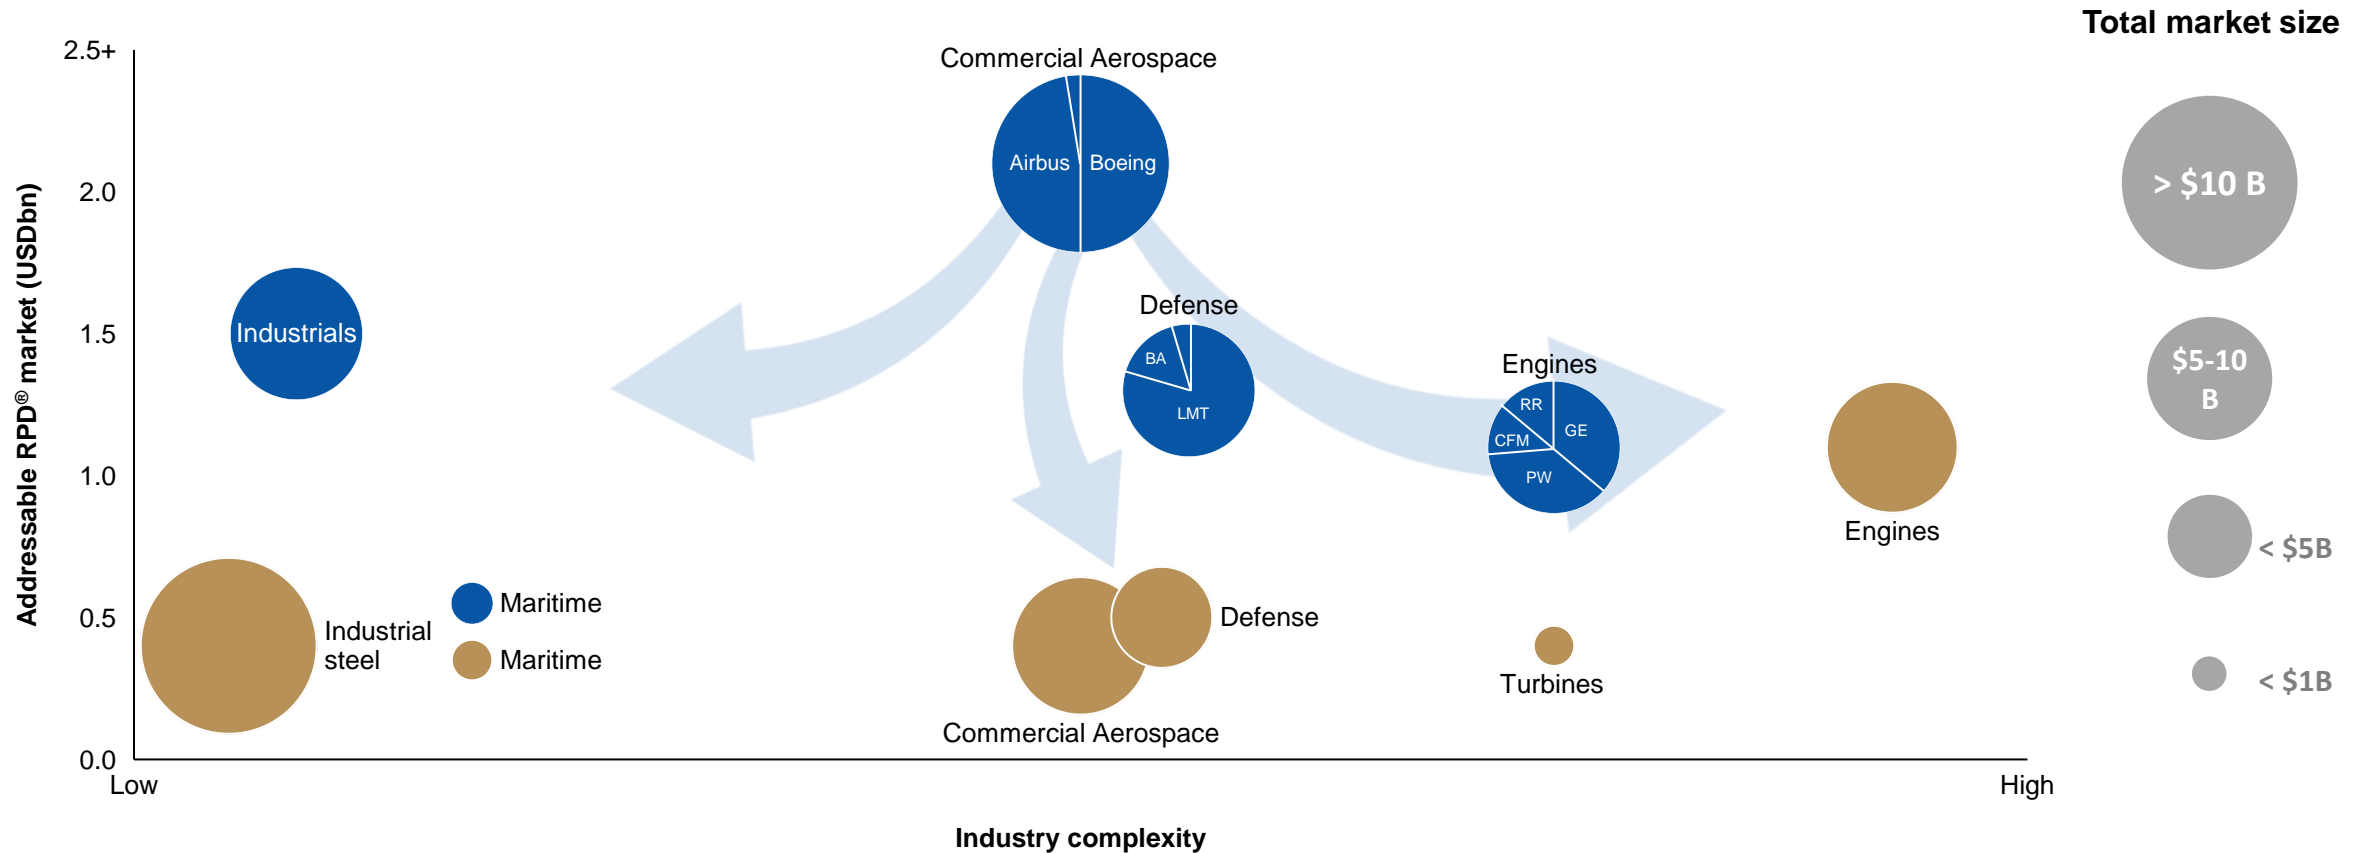 Total market size
2.5+
Commercial Aerospace
> $10 B
Airbus
Boeing
2.0
Addressable RPD® market (USDbn)
Defense
Industrials
1.5
BA
LMT
$5-10
B
Engines
RR
GE
CFM
PW
1.0
Engines
< $5B
Maritime
0.5
Industrial
steel
Defense
Maritime
Turbines
< $1B
Commercial Aerospace
0.0
Low
High
Industry complexity